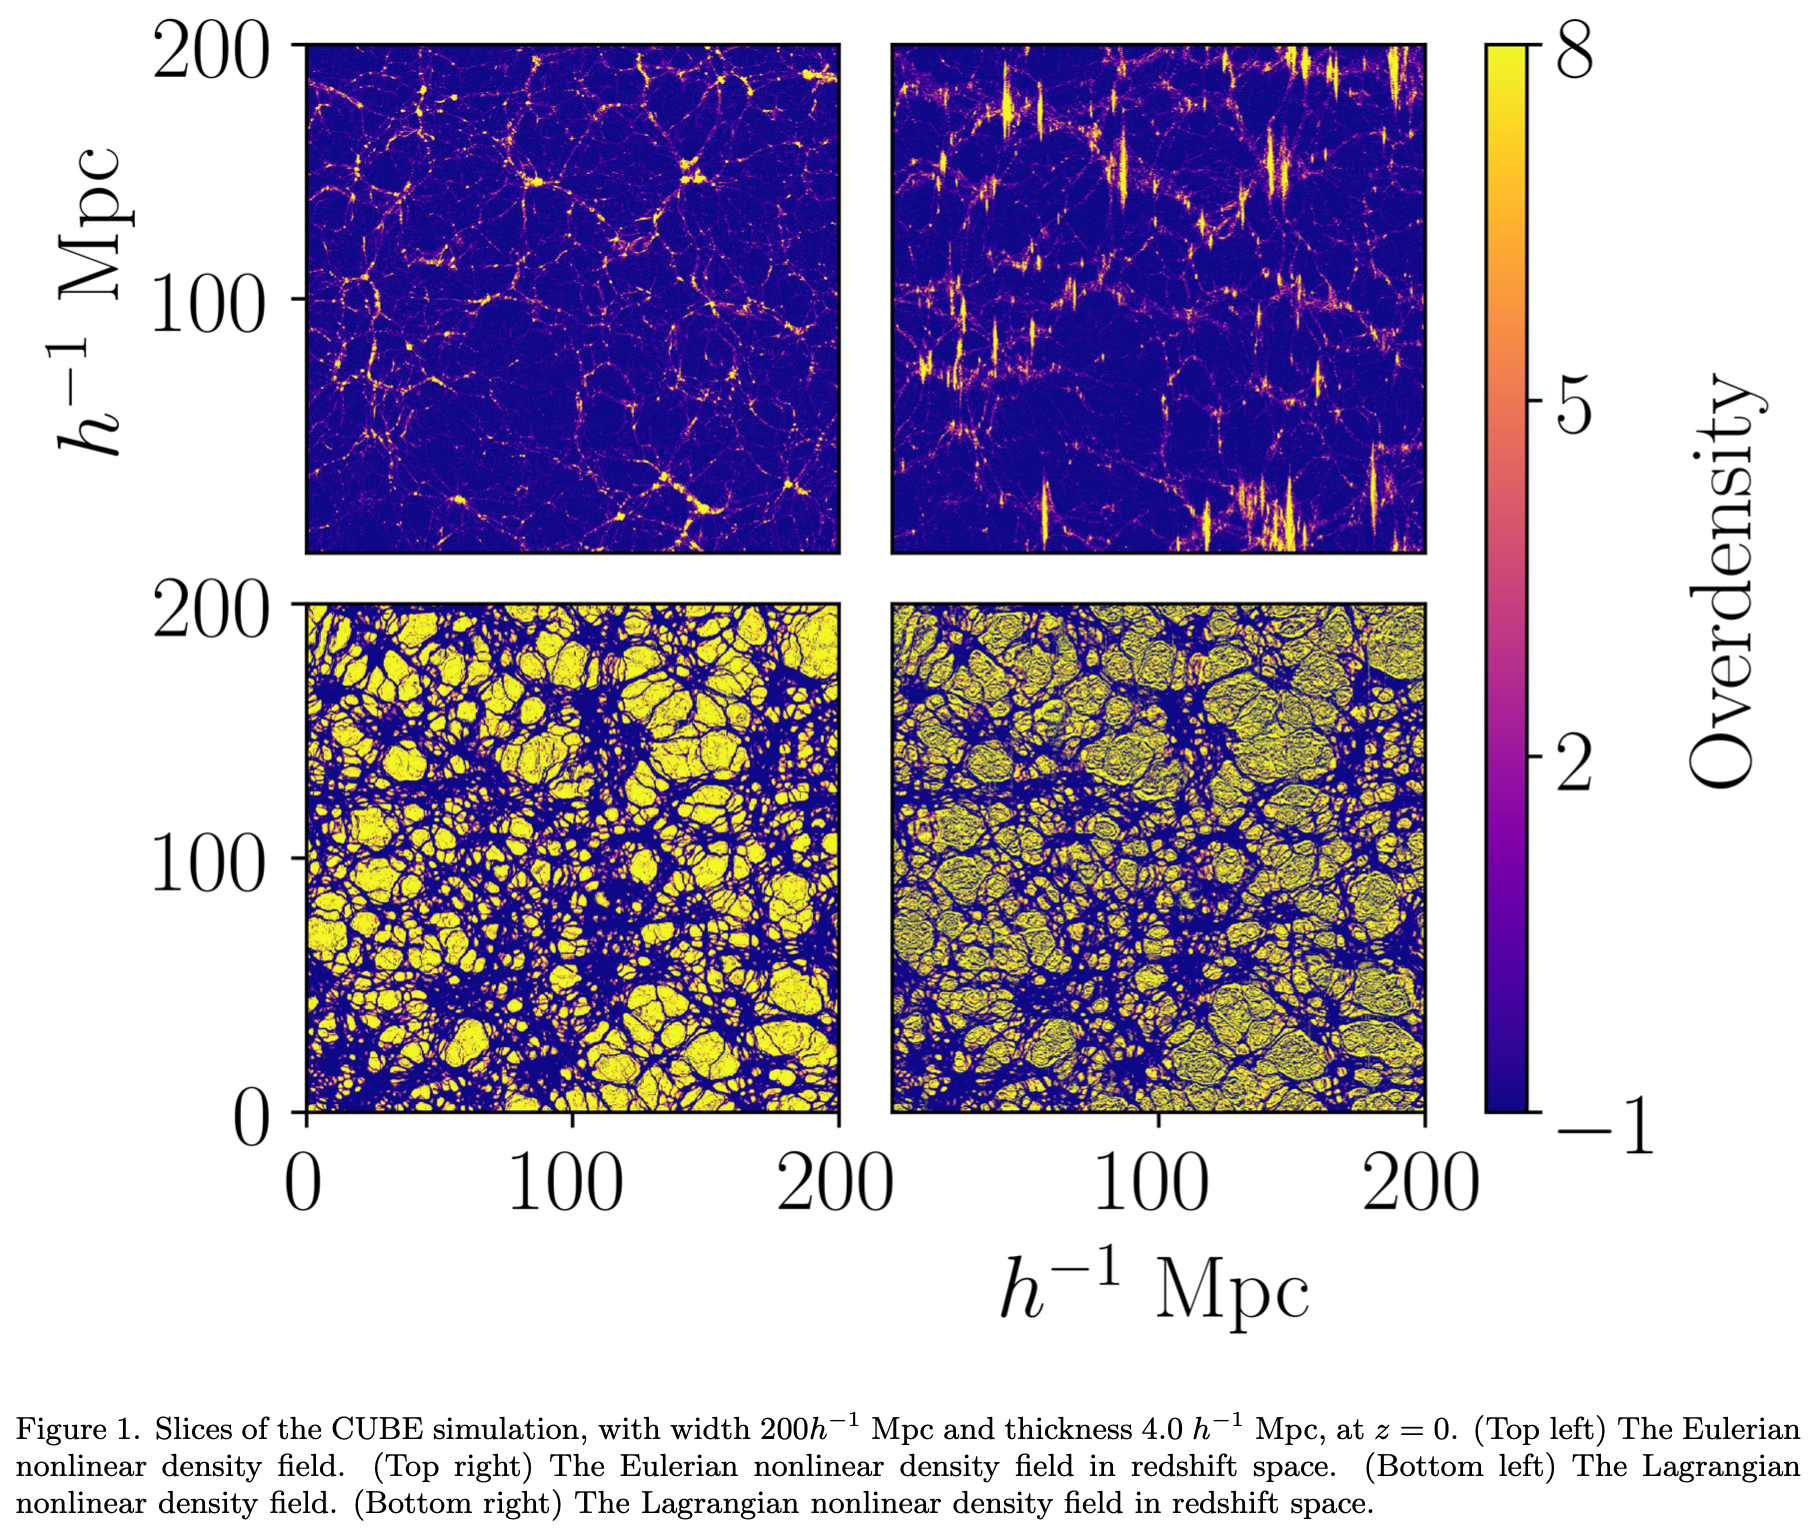 200
100
h⁻¹ Mpc
200
100
0
0
100
200
100
200
h⁻¹ Mpc
8
5
2
−1
Overdensity
Figure 1. Slices of the CUBE simulation, with width 200h⁻¹ Mpc and thickness 4.0 h⁻¹ Mpc, at z = 0. (Top left) The Eulerian
nonlinear density field. (Top right) The Eulerian nonlinear density field in redshift space. (Bottom left) The Lagrangian
nonlinear density field. (Bottom right) The Lagrangian nonlinear density field in redshift space.